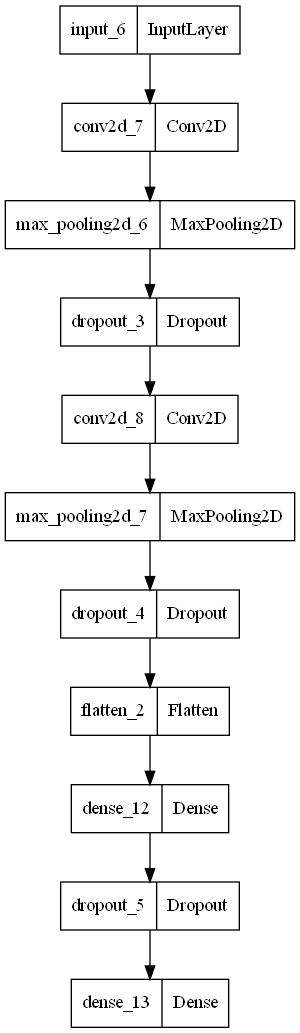 input_6 InputLayer
conv2d_7 Conv2D
max_pooling2d_6 MaxPooling2D
dropout_3 Dropout
conv2d_8 Conv2D
max_pooling2d_7 MaxPooling2D
dropout_4 Dropout
flatten_2 Flatten
dense_12 Dense
dropout_5 Dropout
dense_13 Dense